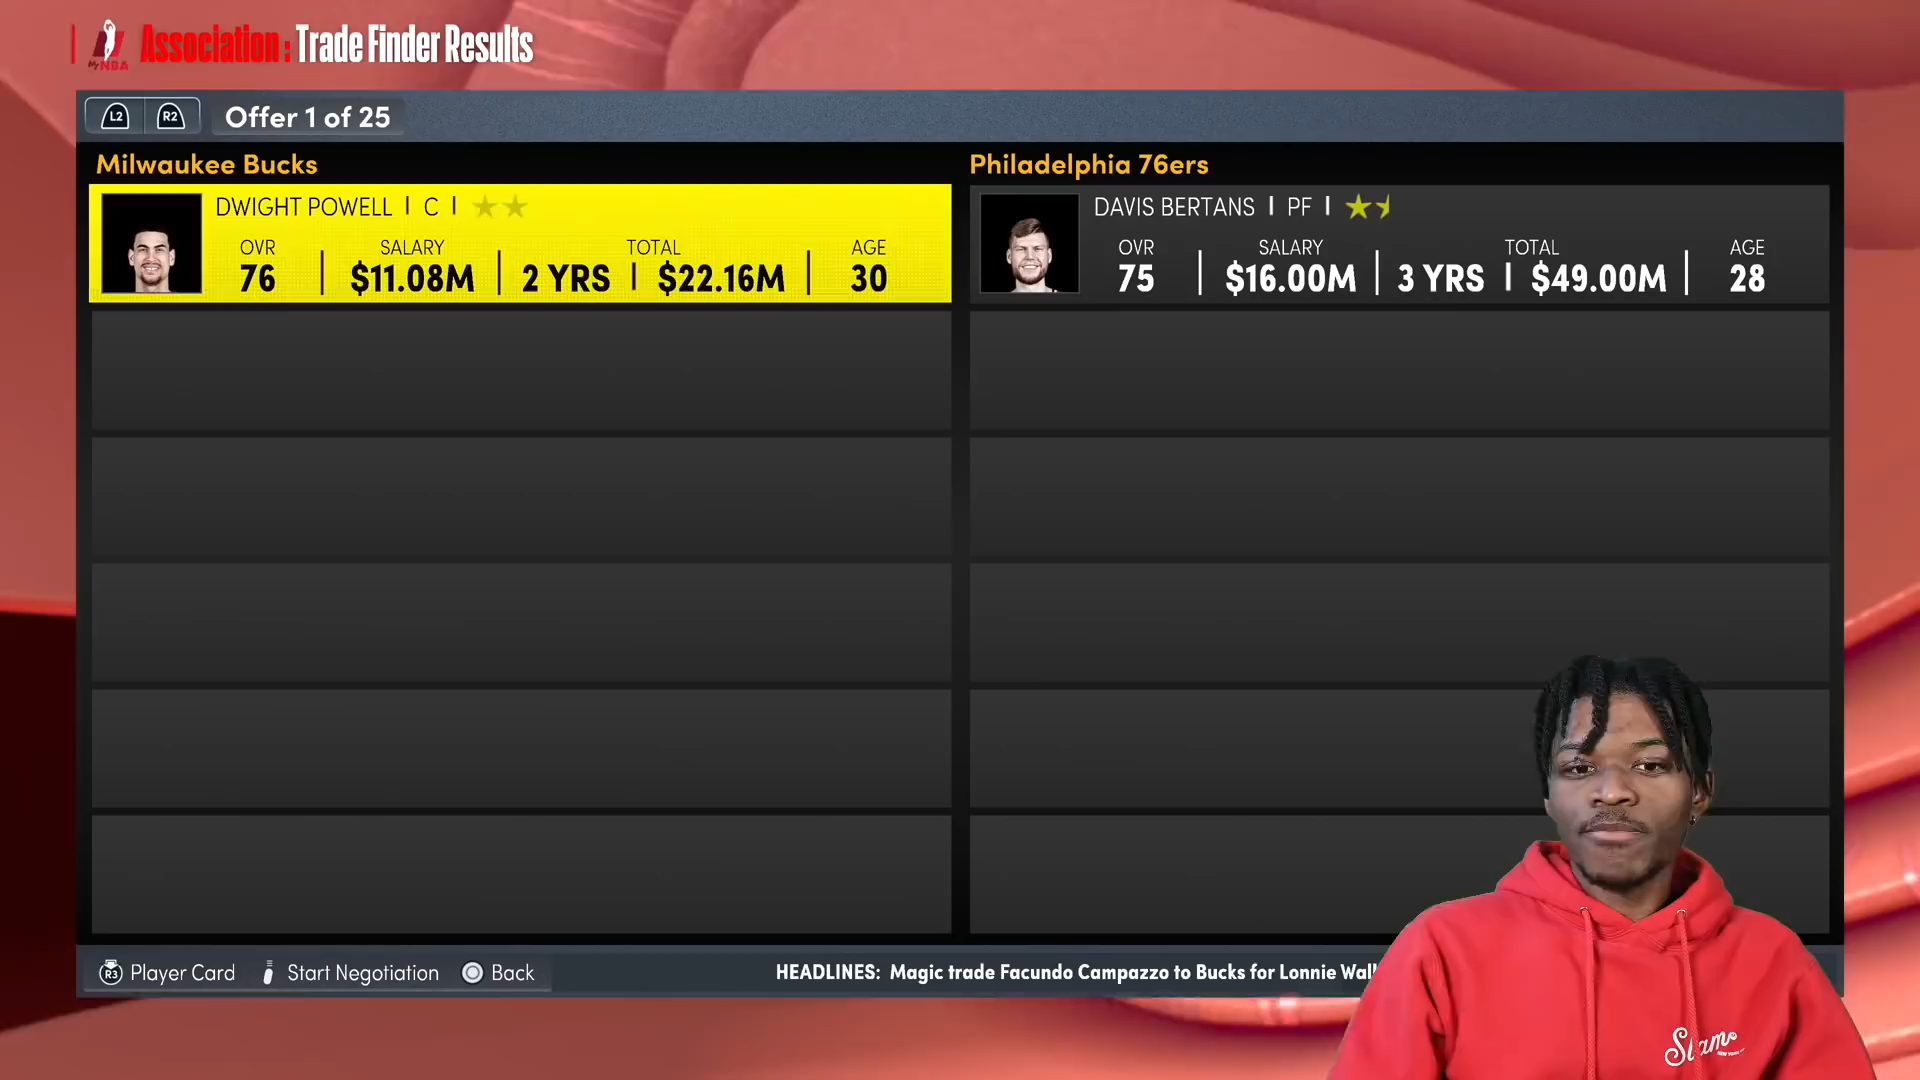 MyNBA
Association : Trade Finder Results
L2 R2 Offer 1 of 25
Milwaukee Bucks
DWIGHT POWELL | C |
OVR SALARY TOTAL AGE
76 | $11.08M | 2 YRS | $22.16M | 30
Philadelphia 76ers
DAVIS BERTANS | PF |
OVR SALARY TOTAL AGE
75 | $16.00M | 3 YRS | $49.00M | 28
R3 Player Card Start Negotiation Back
HEADLINES: Magic trade Facundo Campazzo to Bucks for Lonnie Wal
Slam